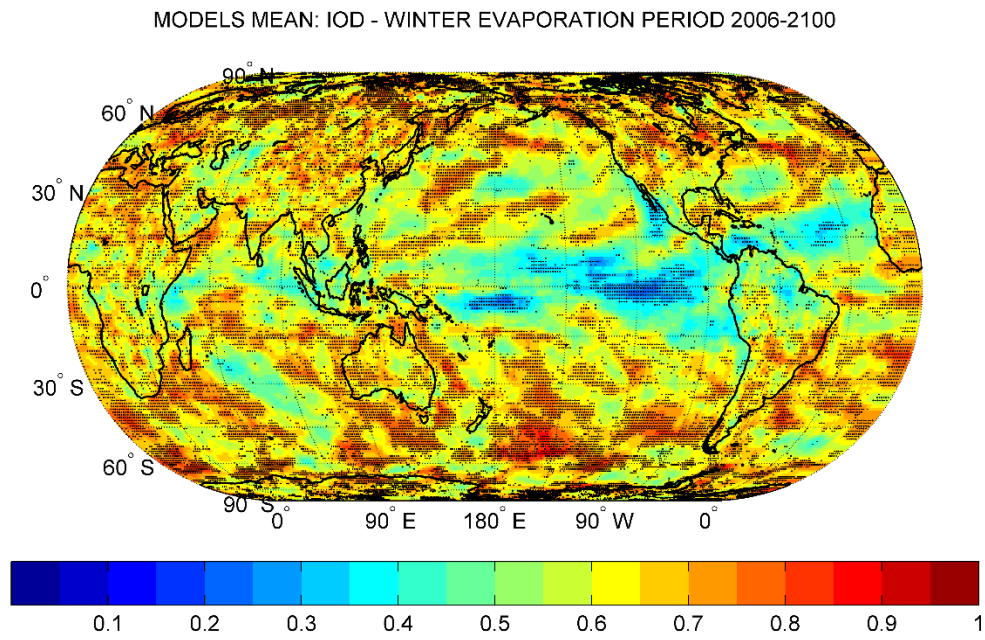 MODELS MEAN: IOD - WINTER EVAPORATION PERIOD 2006-2100
90° N
60° N
30° N
0°
30° S
60° S
90° S
0° 90° E 180° E 90° W 0°
0.1 0.2 0.3 0.4 0.5 0.6 0.7 0.8 0.9 1